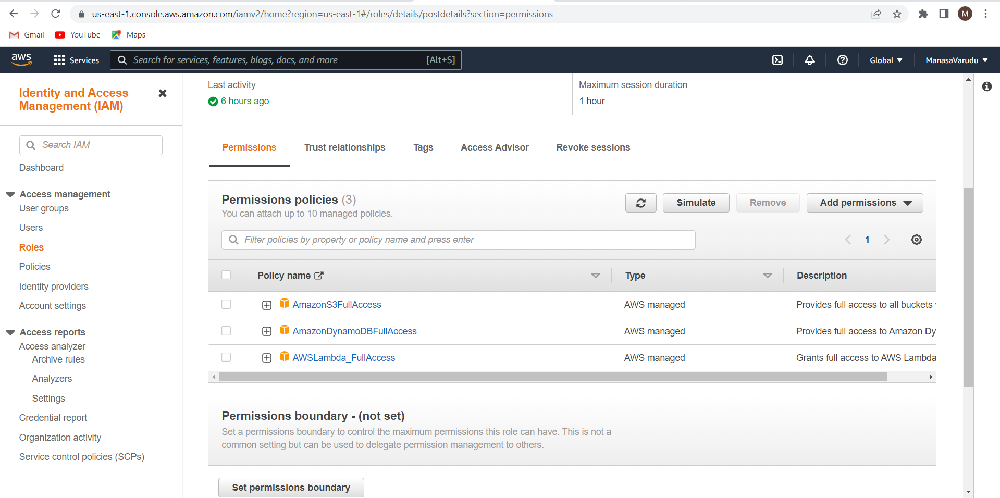 us-east-1.console.aws.amazon.com/iamv2/home?region=us-east-1#/roles/details/postdetails?section=permissions
M
Gmail
YouTube
Maps
aws
Services
Search for services, features, blogs, docs, and more
[Alt+S]
Global
ManasaVarudu
Identity and Access
Management (IAM)
Search IAM
Dashboard
Access management
User groups
Users
Roles
Policies
Identity providers
Account settings
Access reports
Access analyzer
Archive rules
Analyzers
Settings
Credential report
Organization activity
Service control policies (SCPs)
Last activity
6 hours ago
Maximum session duration
1 hour
Permissions
Trust relationships
Tags
Access Advisor
Revoke sessions
Permissions policies (3)
You can attach up to 10 managed policies.
Simulate
Remove
Add permissions
Filter policies by property or policy name and press enter
1
Policy name
Type
Description
AmazonS3FullAccess
AWS managed
Provides full access to all buckets
AmazonDynamoDBFullAccess
AWS managed
Provides full access to Amazon Dy
AWSLambda_FullAccess
AWS managed
Grants full access to AWS Lambda
Permissions boundary - (not set)
Set a permissions boundary to control the maximum permissions this role can have. This is not a
common setting but can be used to delegate permission management to others.
Set permissions boundary